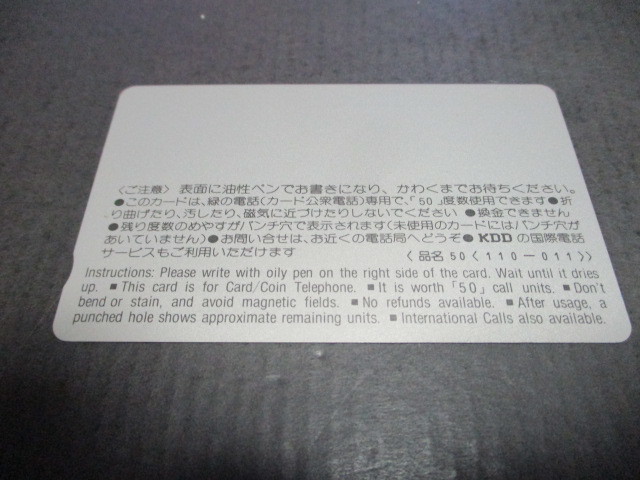 〈ご注意〉 表面に油性ペンでお書きになり、かわくまでお待ちください。
●このカードは、緑の電話(カード公衆電話)専用で、「50」度数使用できます●折
り曲げたり、汚したり、磁気に近づけたりしないでください ●換金できません
●残り度数のめやすがパンチ穴で表示されます(未使用のカードにはパンチ穴が
あいていません)●お問い合せは、お近くの電話局へどうぞ● KDD の国際電話
サービスもご利用いただけます 〈品名 50〈110-011〉〉
Instructions: Please write with oily pen on the right side of the card. Wait until it dries
up. ■ This card is for Card/Coin Telephone. ■ It is worth「50」call units. ■ Don't
bend or stain, and avoid magnetic fields. ■ No refunds available. ■ After usage, a
punched hole shows approximate remaining units. ■ International Calls also available.